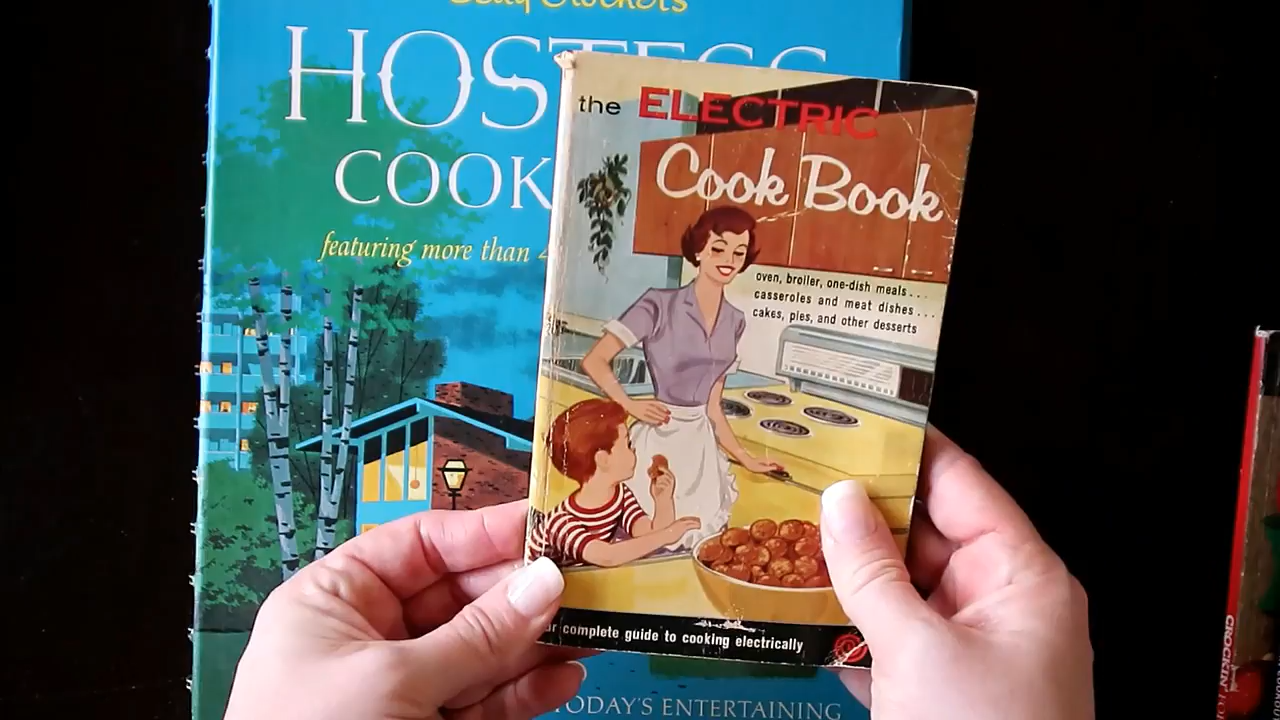 Betty Crocker's
HOSTESS
COOK
featuring more than 4
the ELECTRIC
Cook Book
oven, broiler, one-dish meals...
casseroles and meat dishes...
cakes, pies, and other desserts
complete guide to cooking electrically
TODAY'S ENTERTAINING
CROCKIN'